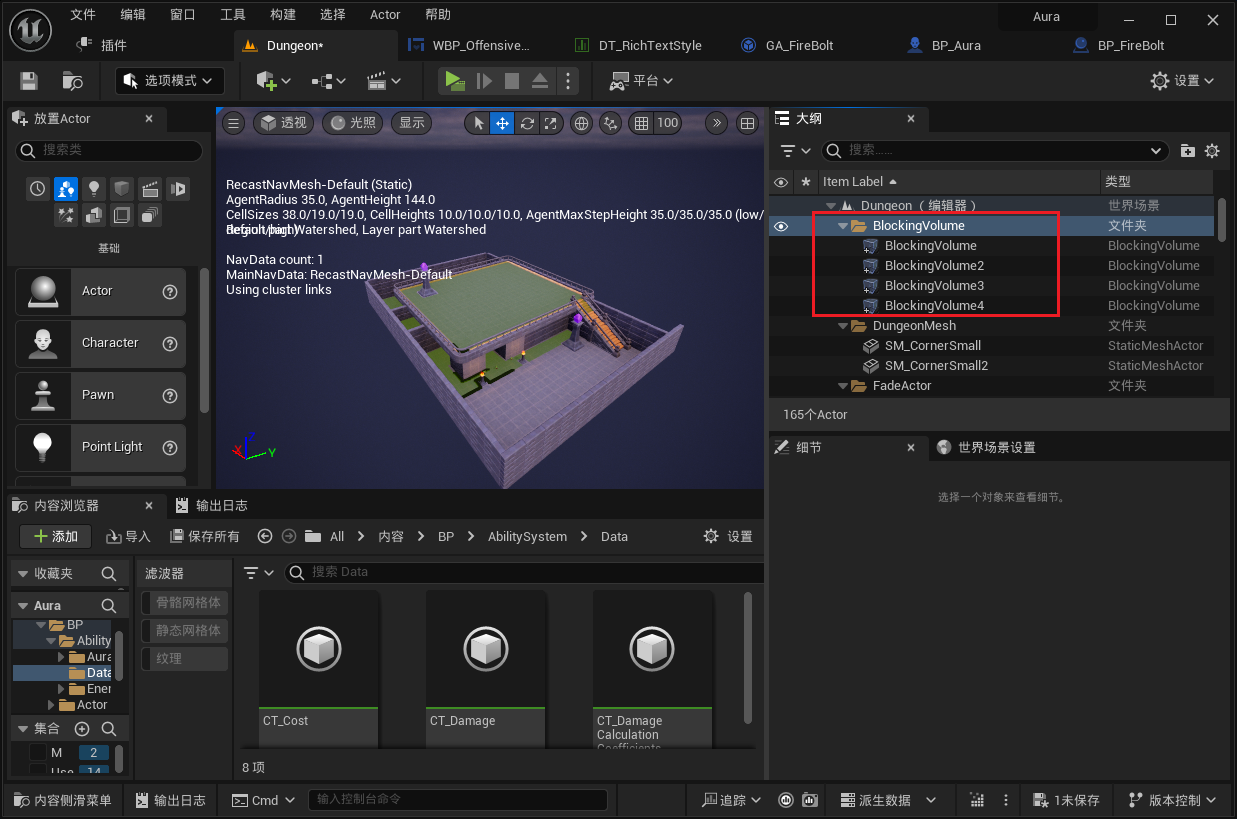 文件 编辑 窗口 工具 构建 选择 Actor 帮助 Aura
插件 Dungeon* WBP_Offensive... DT_RichTextStyle GA_FireBolt BP_Aura BP_FireBolt
选项模式 平台 设置
放置Actor
搜索类
基础
Actor
Character
Pawn
Point Light
透视 光照 显示 100
RecastNavMesh-Default (Static)
AgentRadius 35.0, AgentHeight 144.0
CellSizes 38.0/19.0/19.0, CellHeights 10.0/10.0/10.0, AgentMaxStepHeight 35.0/35.0/35.0 (low/
Watershed, Layer part Watershed
NavData count: 1
MainNavData: RecastNavMesh-Default
Using cluster links
X Z Y
大纲
搜索......
Item Label 类型
Dungeon（编辑器） 世界场景
BlockingVolume 文件夹
BlockingVolume BlockingVolume
BlockingVolume2 BlockingVolume
BlockingVolume3 BlockingVolume
BlockingVolume4 BlockingVolume
DungeonMesh 文件夹
SM_CornerSmall StaticMeshActor
SM_CornerSmall2 StaticMeshActor
FadeActor 文件夹
165个Actor
细节 世界场景设置
选择一个对象来查看细节。
内容浏览器 输出日志
添加 导入 保存所有 All 内容 BP AbilitySystem Data 设置
收藏夹
Aura
BP
Ability
Aura
Data
Ener
Actor
集合
M 2
Use 14
滤波器
骨骼网格体
静态网格体
纹理
搜索 Data
CT_Cost
CT_Damage
CT_Damage
Calculation
Coefficients
8 项
内容侧滑菜单 输出日志 Cmd 输入控制台命令 追踪 派生数据 1未保存 版本控制